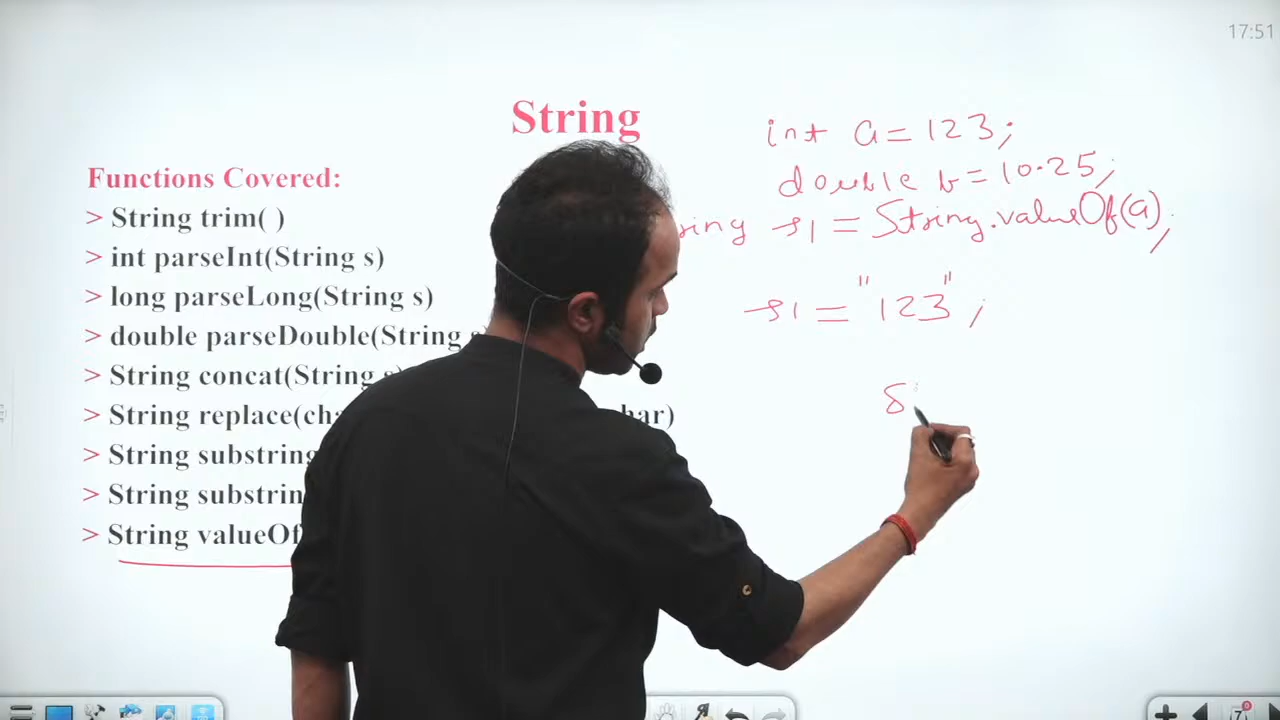 17:51
String
Functions Covered:
> String trim( )
> int parseInt(String s)
> long parseLong(String s)
> double parseDouble(String s)
> String concat(String s)
> String replace(cha har)
> String substring
> String substrin
> String valueOf
int a = 123;
double b = 10.25;
ring s1 = String.valueOf(a);
s1 = "123";
S